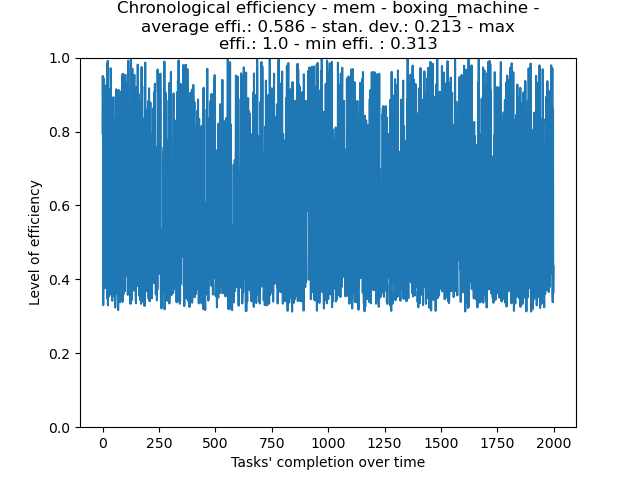 Chronological efficiency - mem - boxing_machine -
average effi.: 0.586 - stan. dev.: 0.213 - max
effi.: 1.0 - min effi. : 0.313
1.0
0.8
0.6
0.4
0.2
0.0
Level of efficiency
0 250 500 750 1000 1250 1500 1750 2000
Tasks' completion over time